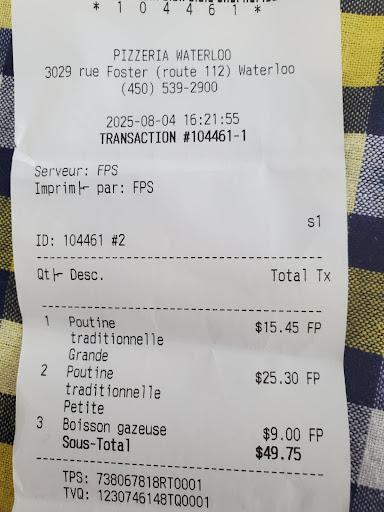 * 1 0 4 4 6 1 *
PIZZERIA WATERLOO
3029 rue Foster (route 112) Waterloo
(450) 539-2900
2025-08-04 16:21:55
TRANSACTION #104461-1
Serveur: FPS
Imprim├ par: FPS
s1
ID: 104461 #2
Qt├ Desc. Total Tx
1 Poutine $15.45 FP
traditionnelle
Grande
2 Poutine $25.30 FP
traditionnelle
Petite
3 Boisson gazeuse $9.00 FP
Sous-Total $49.75
TPS: 738067818RT0001
TVQ: 1230746148TQ0001